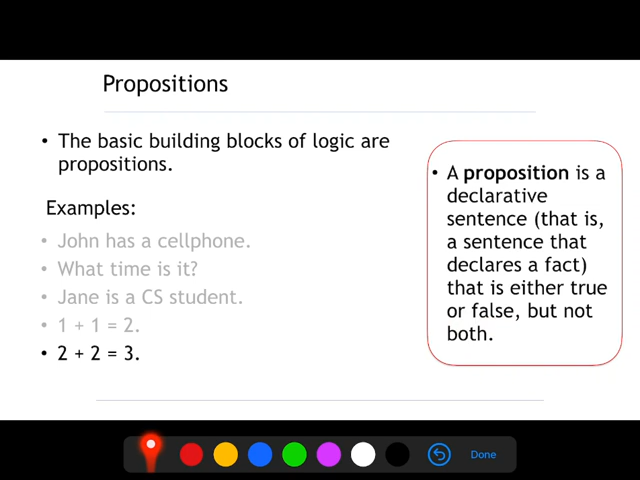 Propositions
• The basic building blocks of logic are
propositions.
Examples:
• John has a cellphone.
• What time is it?
• Jane is a CS student.
• 1 + 1 = 2.
• 2 + 2 = 3.
• A proposition is a
declarative
sentence (that is,
a sentence that
declares a fact)
that is either true
or false, but not
both.
Done